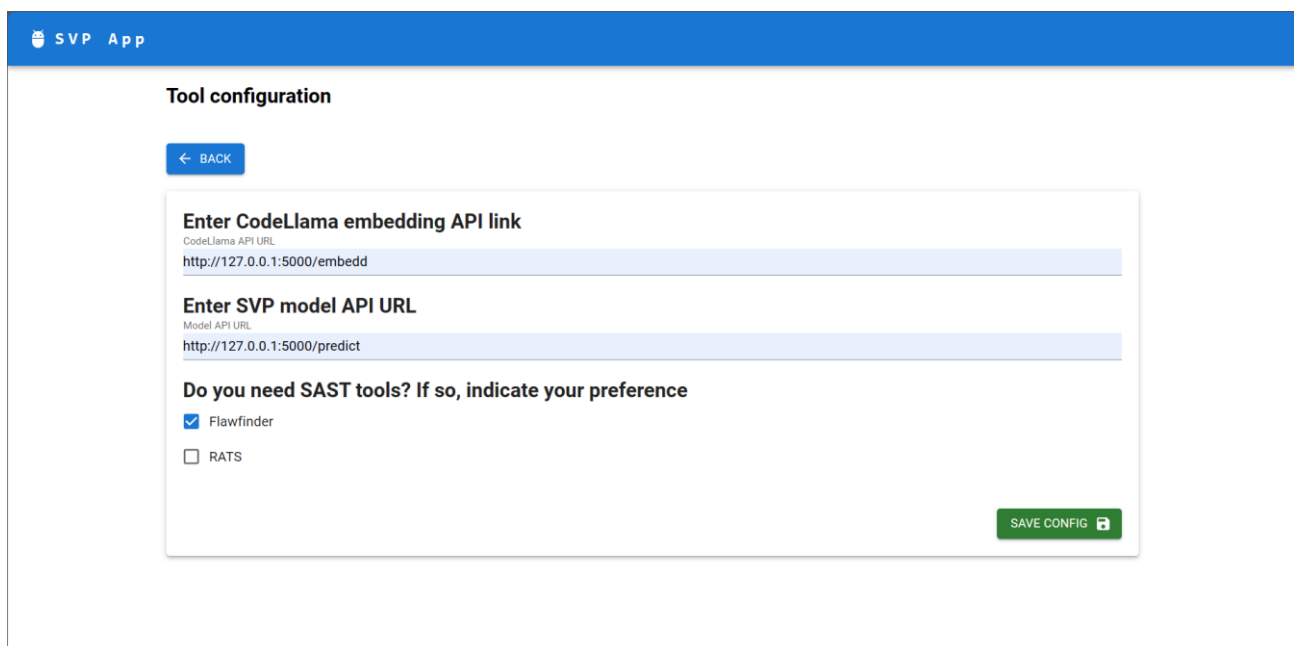 SVP App
Tool configuration
BACK
Enter CodeLlama embedding API link
CodeLlama API URL
http://127.0.0.1:5000/embedd
Enter SVP model API URL
Model API URL
http://127.0.0.1:5000/predict
Do you need SAST tools? If so, indicate your preference
Flawfinder
RATS
SAVE CONFIG